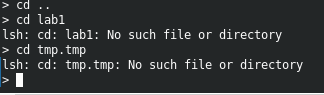 > cd ..
> cd lab1
lsh: cd: lab1: No such file or directory
> cd tmp.tmp
lsh: cd: tmp.tmp: No such file or directory
>